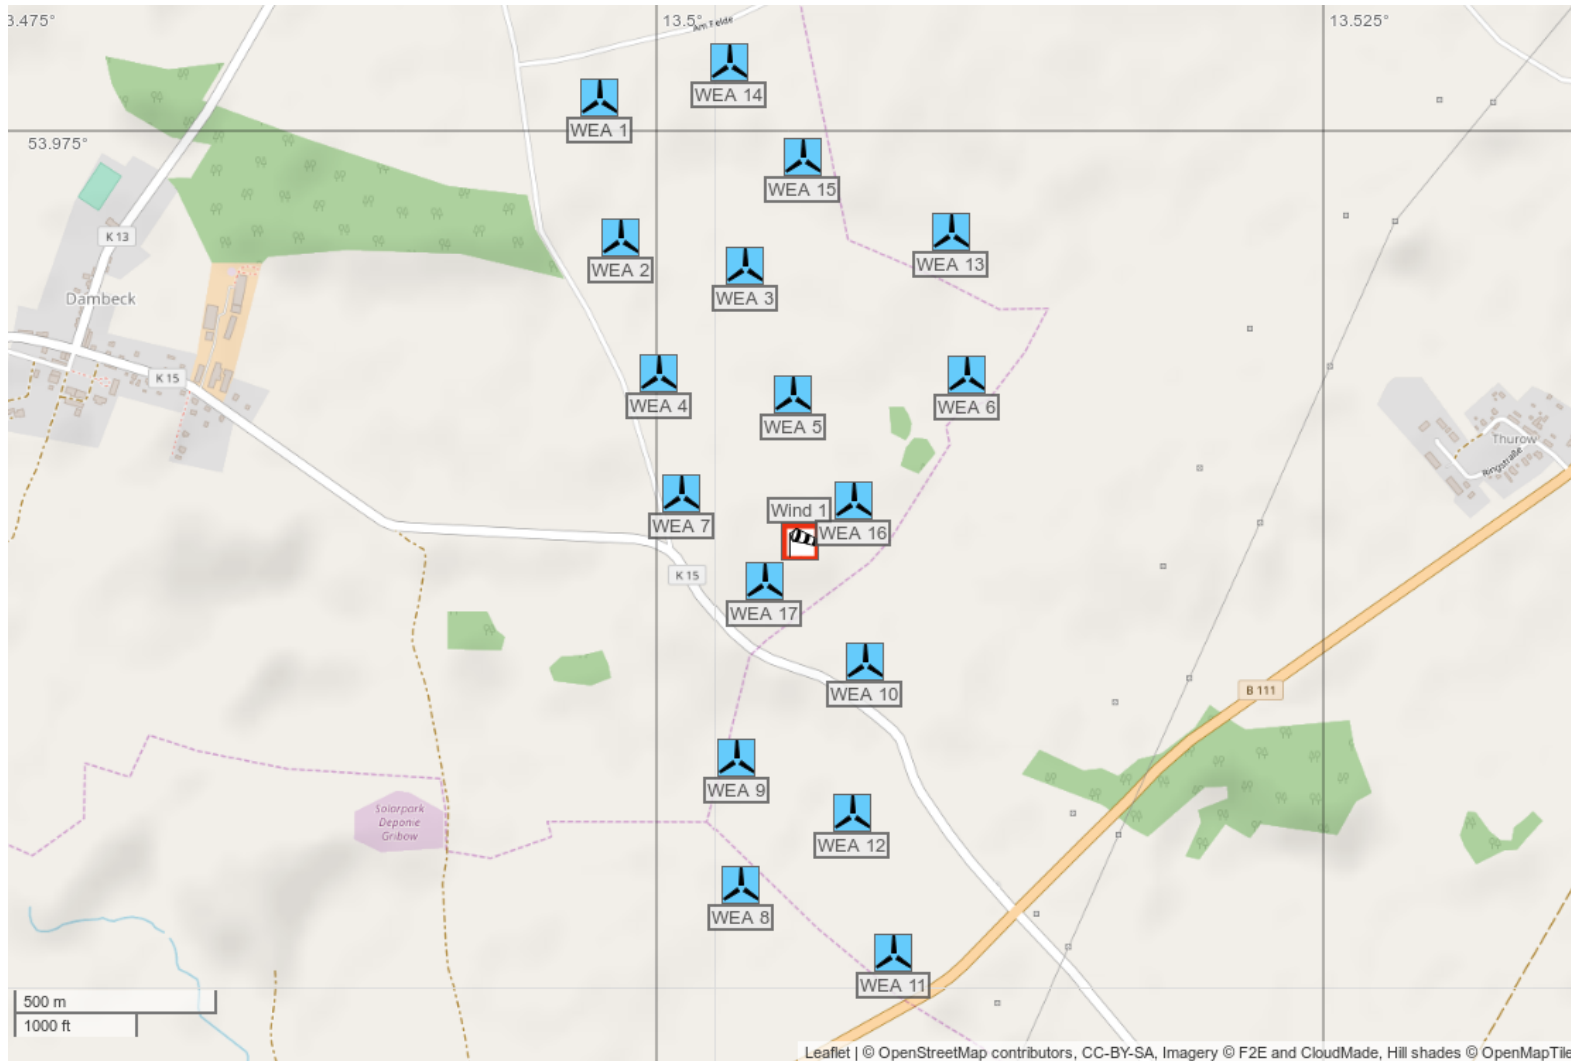 3.475°
13.5°
13.525°
Am Felde
WEA 14
WEA 1
53.975°
WEA 15
K 13
WEA 2
WEA 13
WEA 3
Dambeck
K 15
WEA 4
WEA 6
WEA 5
Thurow
Ringstraße
Wind 1
WEA 7
WEA 16
K 15
WEA 17
WEA 10
B 111
WEA 9
Solarpark
Deponie
Gribow
WEA 12
WEA 8
WEA 11
500 m
1000 ft
Leaflet | © OpenStreetMap contributors, CC-BY-SA, Imagery © F2E and CloudMade, Hill shades © OpenMapTile